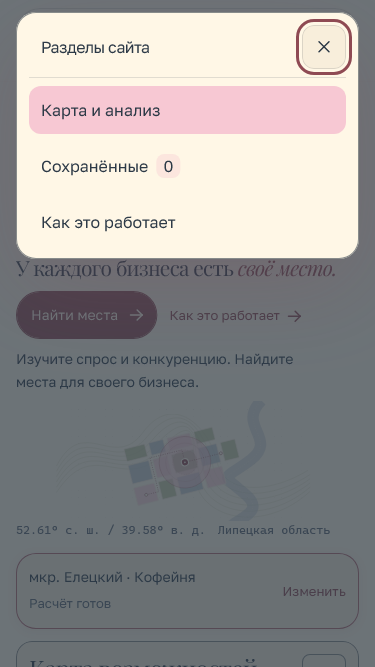 Разделы сайта
Карта и анализ
Сохранённые 0
Как это работает
У каждого бизнеса есть своё место.
Найти места → Как это работает →
Изучите спрос и конкуренцию. Найдите
места для своего бизнеса.
52.61° с. ш. / 39.58° в. д. Липецкая область
мкр. Елецкий · Кофейня
Изменить
Расчёт готов